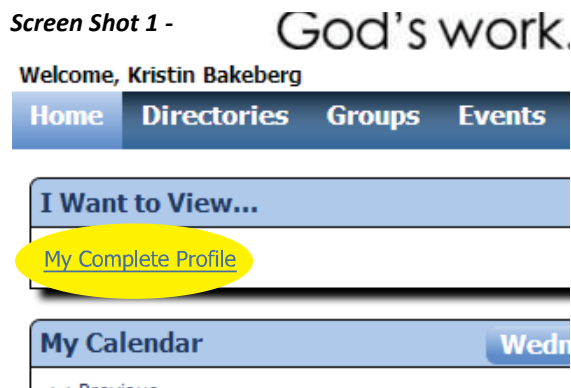 Screen Shot 1 -
God's work.
Welcome, Kristin Bakeberg
Home Directories Groups Events
I Want to View...
My Complete Profile
My Calendar